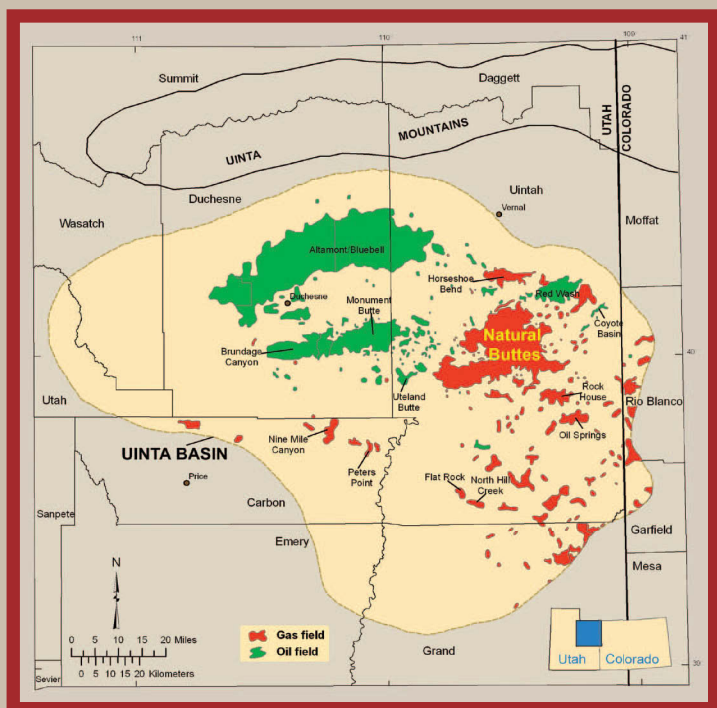 111
110
109
41
Summit
Daggett
UTAH
COLORADO
MOUNTAINS
UINTA
Duchesne
Uintah
Vernal
Wasatch
Moffat
Altamont/Bluebell
Horseshoe
Behd
Red Wash
Duchesne
Monument
Butte
Coyote
Basin
Natural
Buttes
40
Brundage
Canyon
Uteland
Butte
Rock
House
Utah
Rio Blanco
Oil Springs
UINTA BASIN
Nine Mile
Canyon
Peters
Point
Price
Flat Rock
North Hill
Creek
Carbon
Sanpete
Garfield
Emery
Mesa
N
0 5 10 20 Miles
0 5 10 15 20 Kilometers
Gas field
Oil field
Grand
Utah
Colorado
Sevier
39